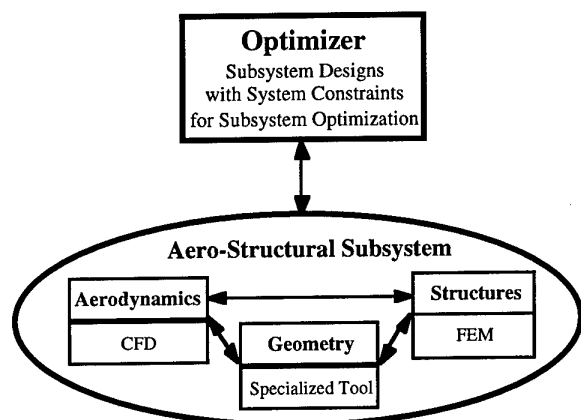 Optimizer
Subsystem Designs
with System Constraints
for Subsystem Optimization
Aero-Structural Subsystem
Aerodynamics
CFD
Geometry
Specialized Tool
Structures
FEM